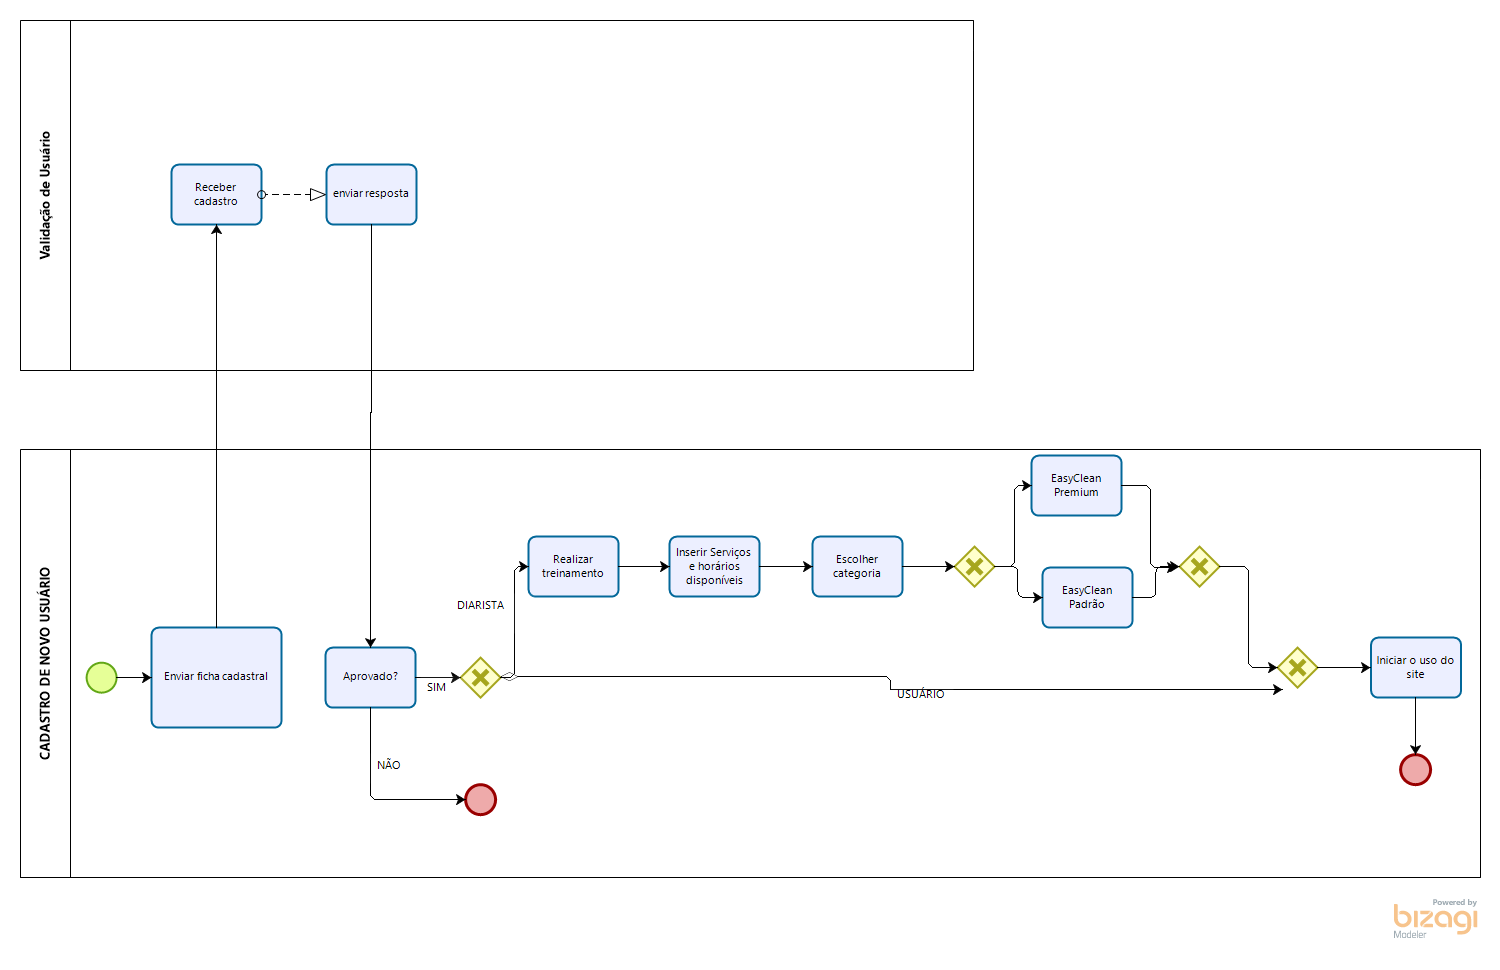 Validação de Usuário
Receber
cadastro
enviar resposta
CADASTRO DE NOVO USUÁRIO
Enviar ficha cadastral
Aprovado?
SIM
NÃO
DIARISTA
USUÁRIO
Realizar
treinamento
Inserir Serviços
e horários
disponíveis
Escolher
categoria
EasyClean
Premium
EasyClean
Padrão
Iniciar o uso do
site
Powered by
bizagi
Modeler